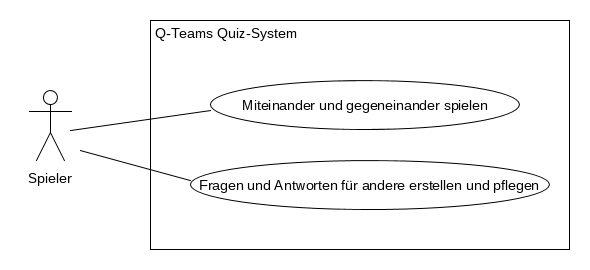 Q-Teams Quiz-System
Miteinander und gegeneinander spielen
Spieler
Fragen und Antworten für andere erstellen und pflegen